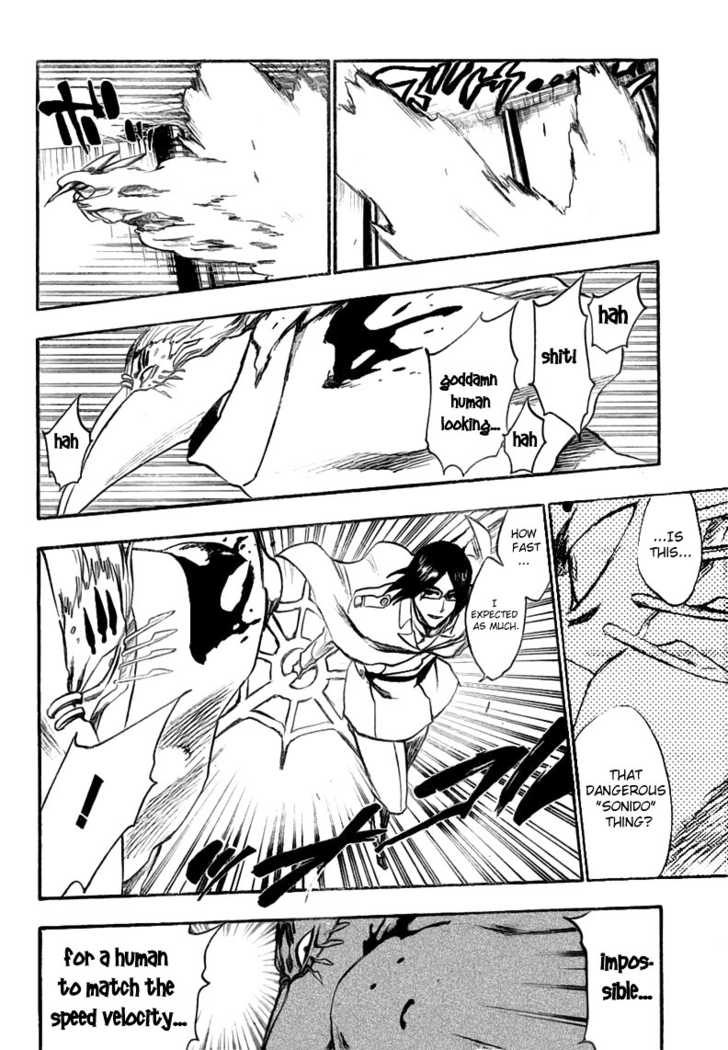 hah
shit!
hah
goddamn
human
looking...
hah
...IS
THIS...
THAT
DANGEROUS
"SONIDO"
THING?
HOW
FAST
...
I
EXPECTED
AS MUCH.
!
impos-
sible...
for a human
to match the
speed velocity...